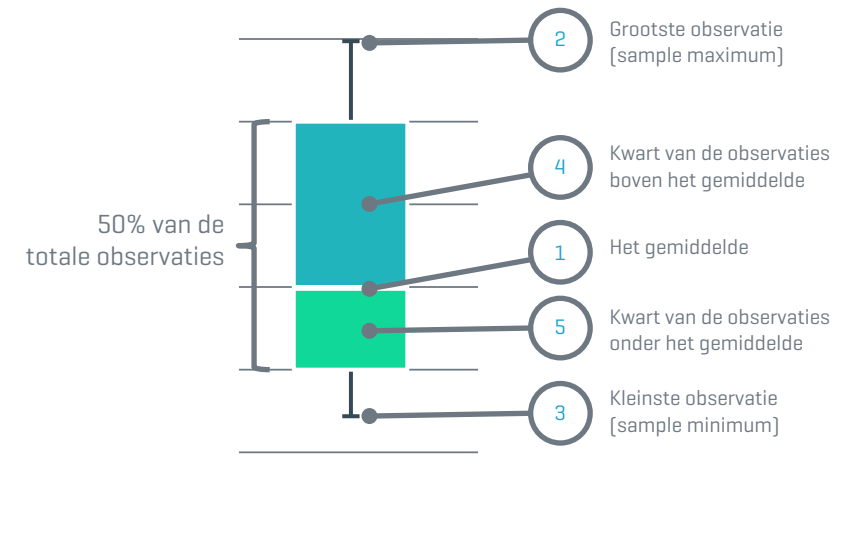 2
Grootste observatie
(sample maximum)
4
Kwart van de observaties
boven het gemiddelde
50% van de
totale observaties
1
Het gemiddelde
5
Kwart van de observaties
onder het gemiddelde
3
Kleinste observatie
(sample minimum)